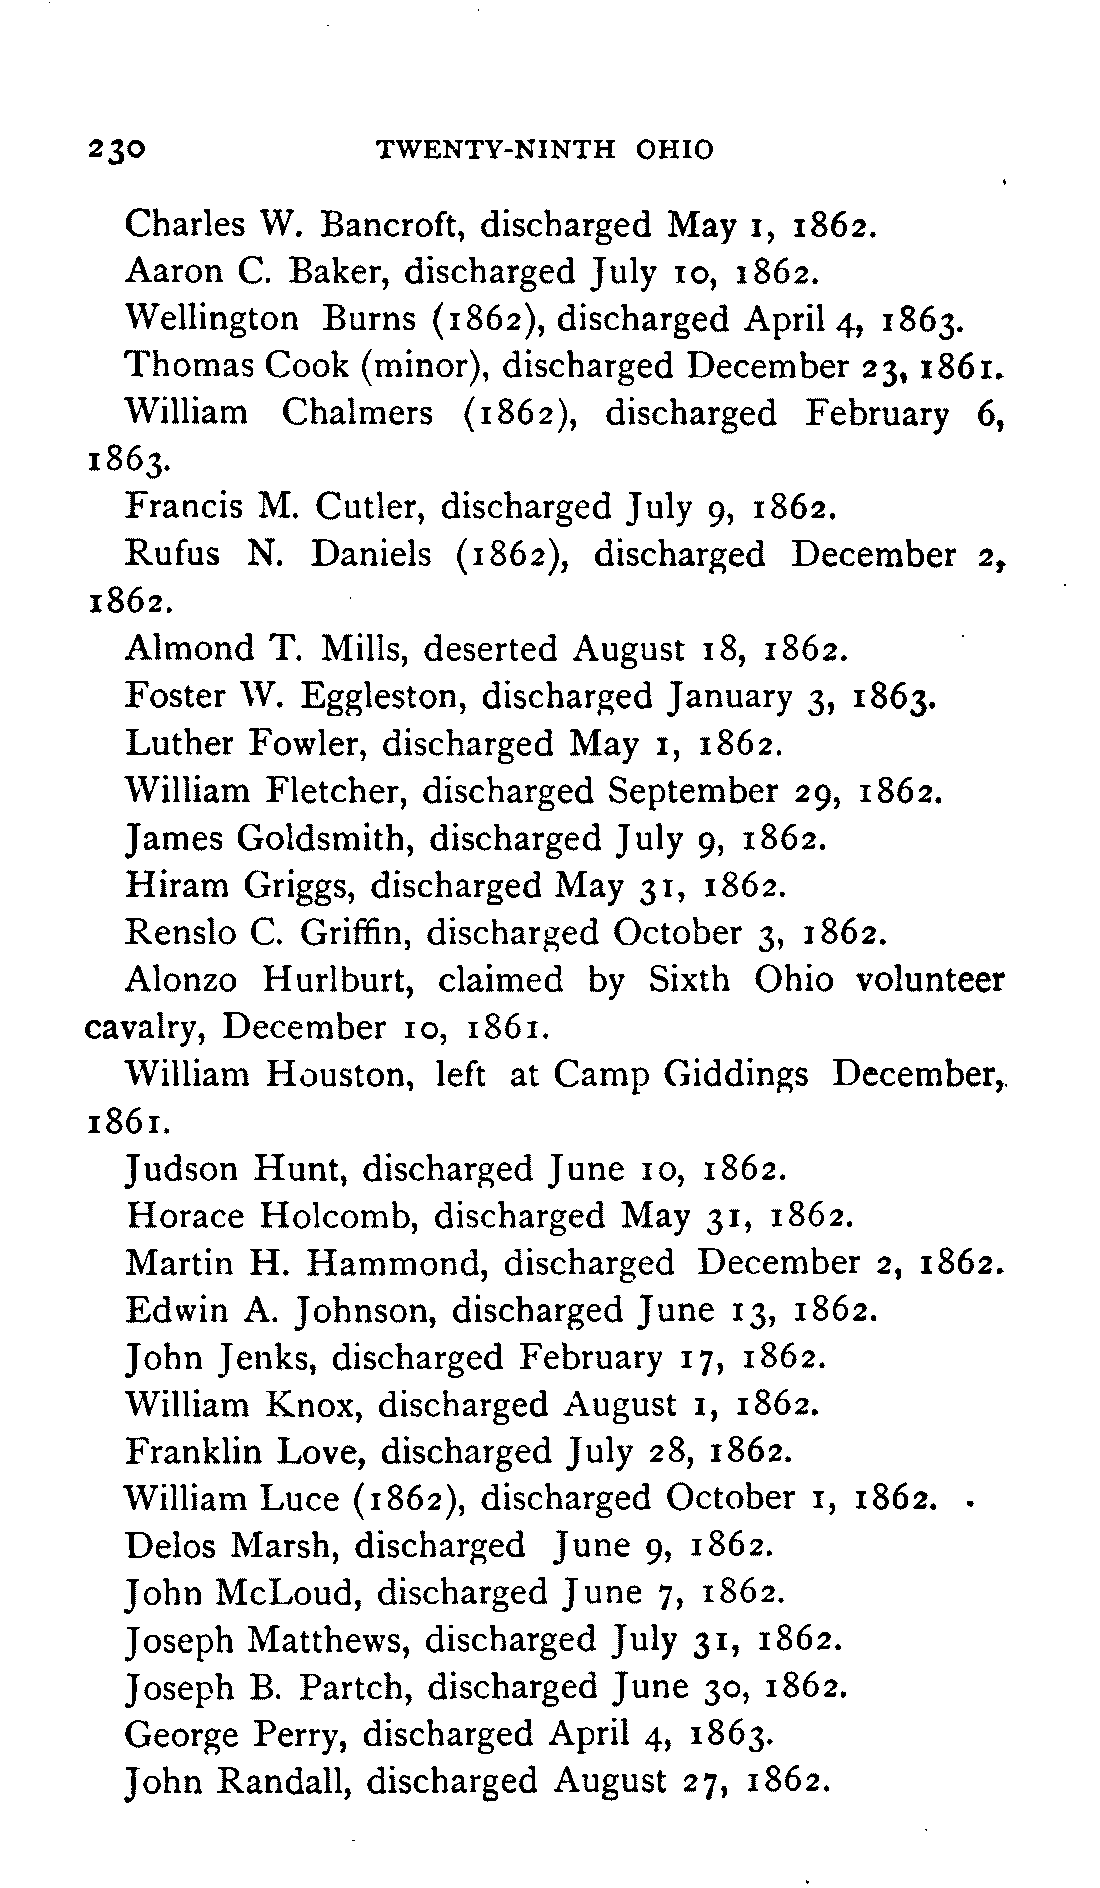 230 TWENTY-NINTH OHIO
Charles W. Bancroft, discharged May 1, 1862.
Aaron C. Baker, discharged July 10, 1862.
Wellington Burns (1862), discharged April 4, 1863.
Thomas Cook (minor), discharged December 23, 1861.
William Chalmers (1862), discharged February 6,
1863.
Francis M. Cutler, discharged July 9, 1862.
Rufus N. Daniels (1862), discharged December 2,
1862.
Almond T. Mills, deserted August 18, 1862.
Foster W. Eggleston, discharged January 3, 1863.
Luther Fowler, discharged May 1, 1862.
William Fletcher, discharged September 29, 1862.
James Goldsmith, discharged July 9, 1862.
Hiram Griggs, discharged May 31, 1862.
Renslo C. Griffin, discharged October 3, 1862.
Alonzo Hurlburt, claimed by Sixth Ohio volunteer
cavalry, December 10, 1861.
William Houston, left at Camp Giddings December,
1861.
Judson Hunt, discharged June 10, 1862.
Horace Holcomb, discharged May 31, 1862.
Martin H. Hammond, discharged December 2, 1862.
Edwin A. Johnson, discharged June 13, 1862.
John Jenks, discharged February 17, 1862.
William Knox, discharged August 1, 1862.
Franklin Love, discharged July 28, 1862.
William Luce (1862), discharged October 1, 1862.
Delos Marsh, discharged June 9, 1862.
John McLoud, discharged June 7, 1862.
Joseph Matthews, discharged July 31, 1862.
Joseph B. Partch, discharged June 30, 1862.
George Perry, discharged April 4, 1863.
John Randall, discharged August 27, 1862.